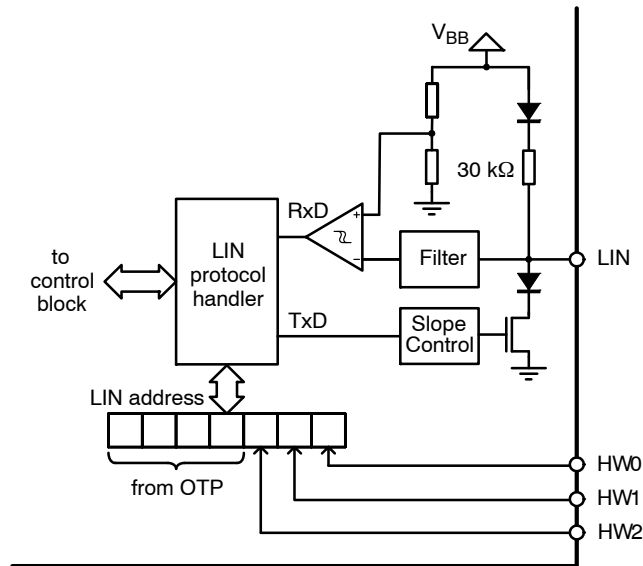 VBB
30 kΩ
RxD
+
−
LIN
protocol
handler
to
control
block
Filter
LIN
TxD
Slope
Control
LIN address
from OTP
HW0
HW1
HW2